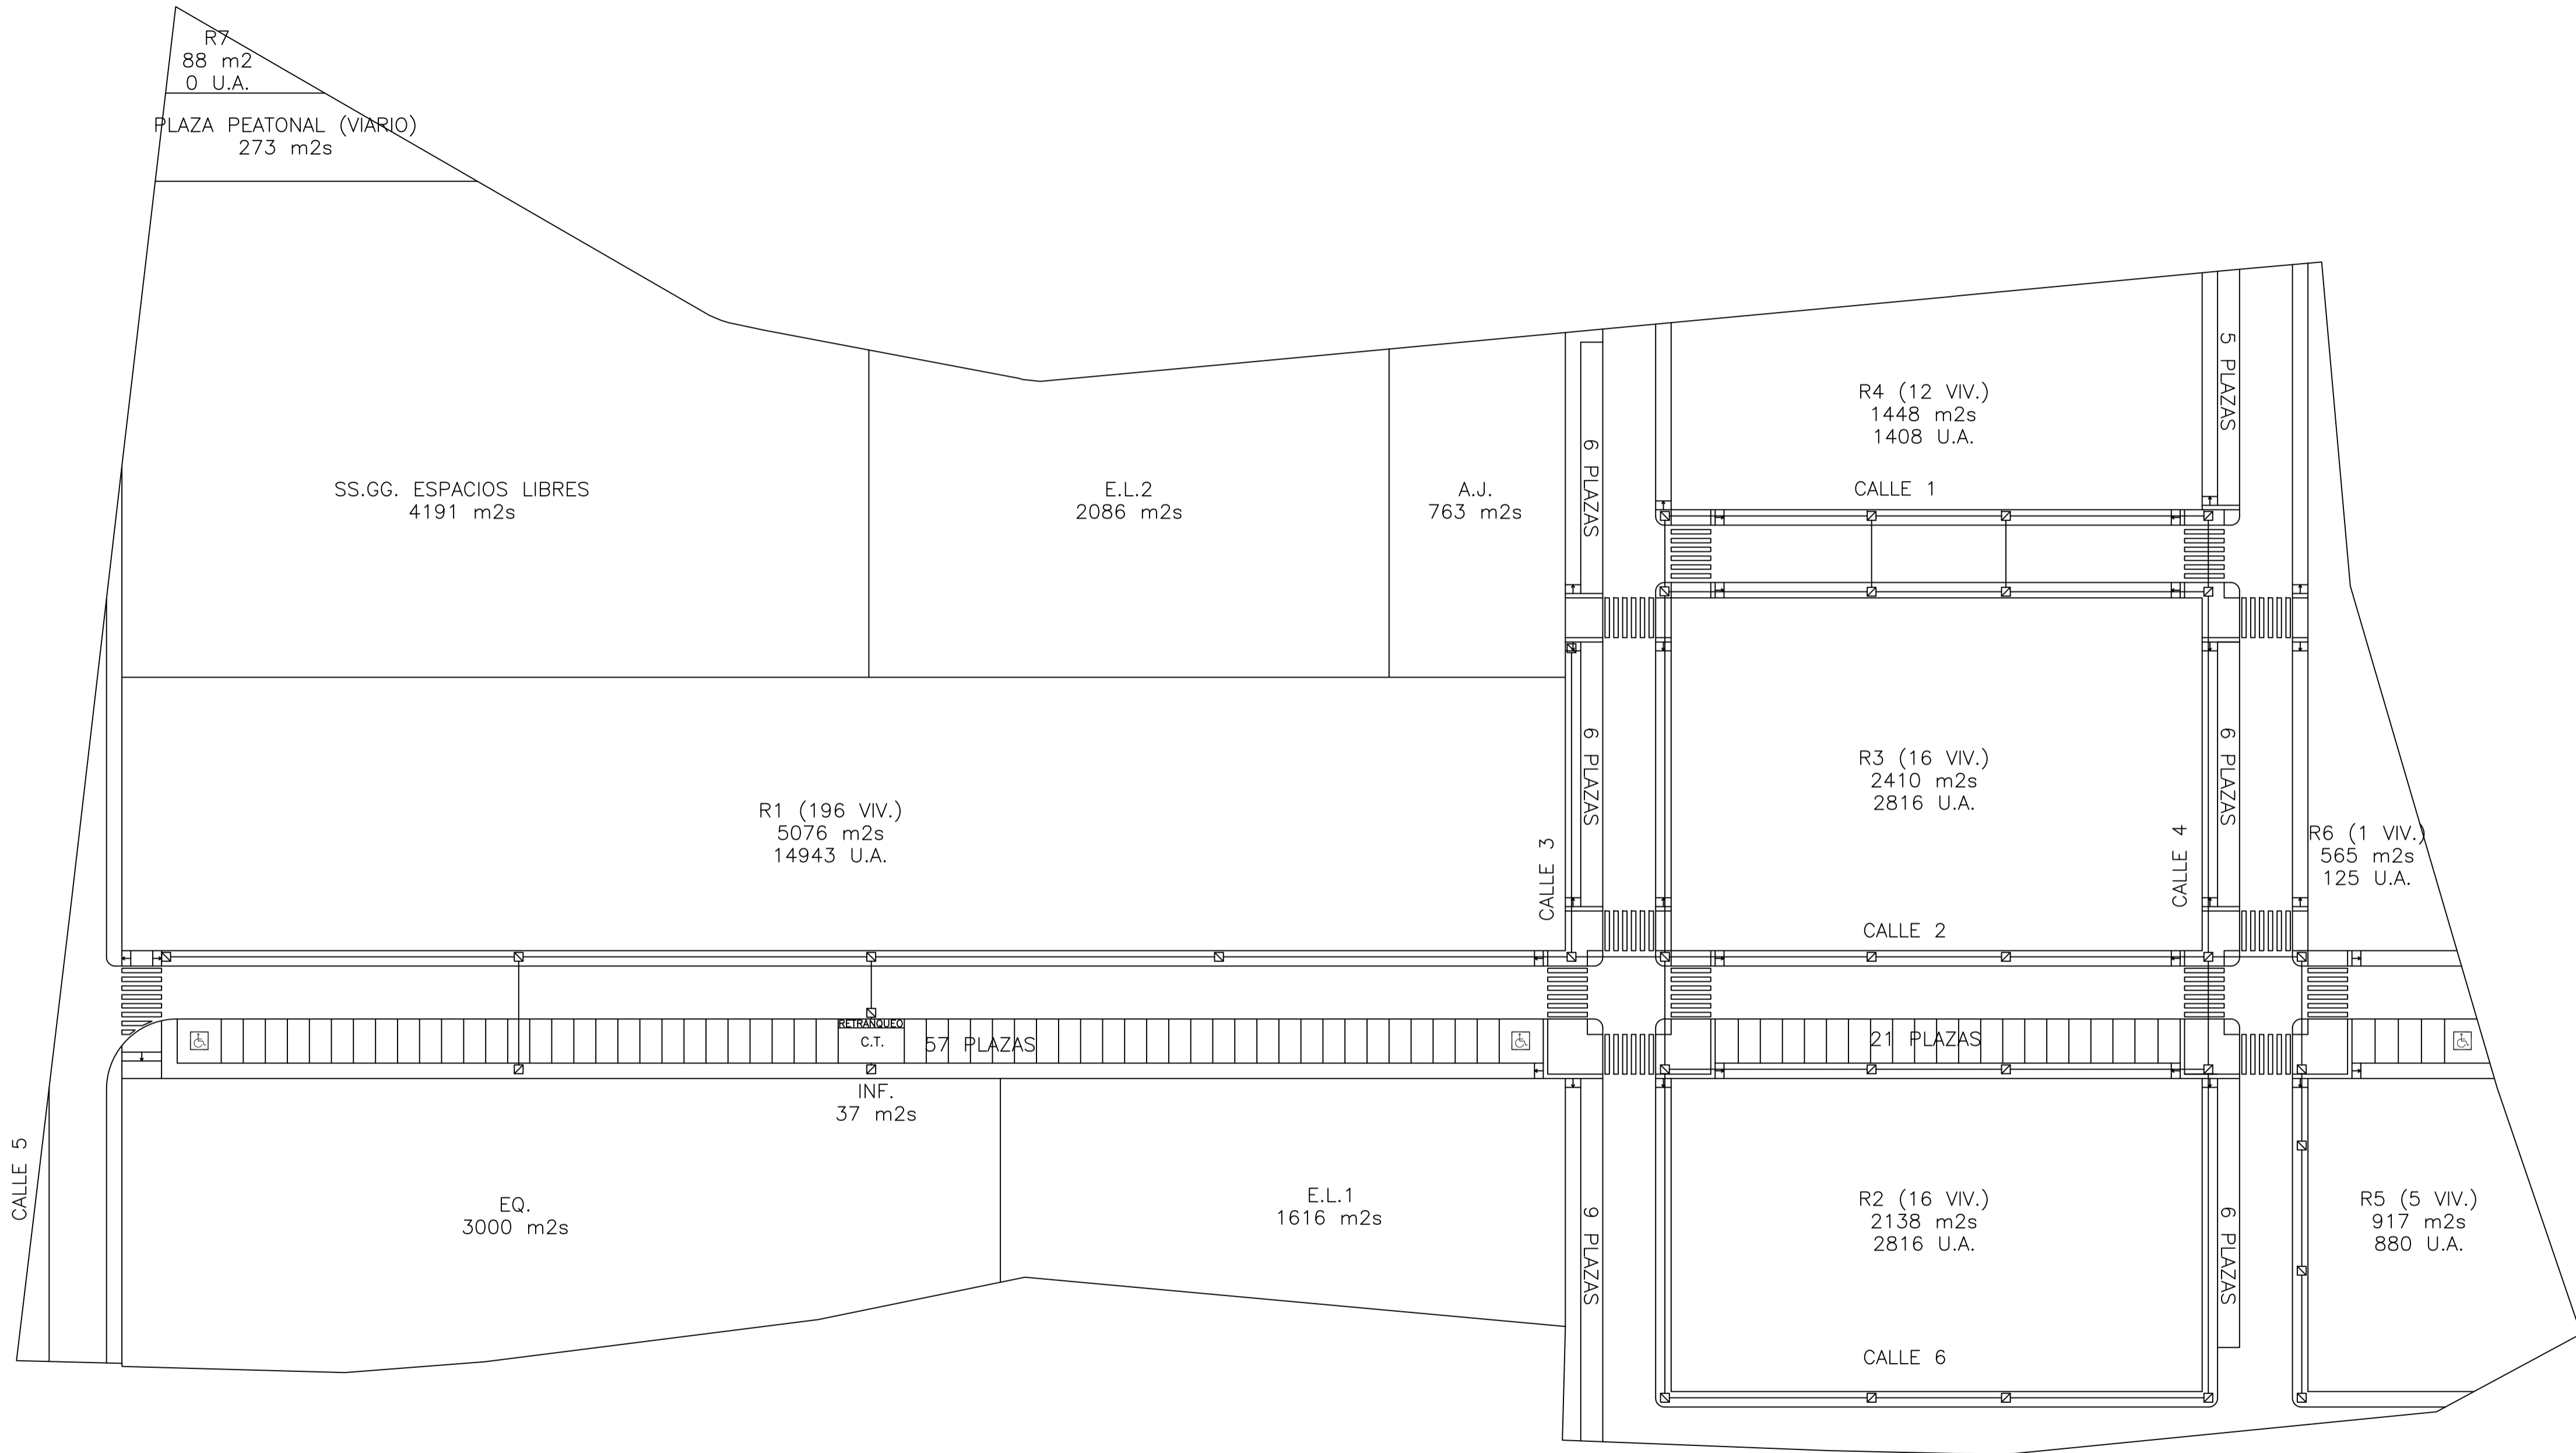 R7
88 m2
0 U.A.
PLAZA PEATONAL (VIARIO)
273 m2s
SS.GG. ESPACIOS LIBRES
4191 m2s
E.L.2
2086 m2s
A.J.
763 m2s
6 PLAZAS
R4 (12 VIV.)
1448 m2s
1408 U.A.
5 PLAZAS
CALLE 1
R1 (196 VIV.)
5076 m2s
14943 U.A.
CALLE 3
6 PLAZAS
R3 (16 VIV.)
2410 m2s
2816 U.A.
CALLE 4
6 PLAZAS
R6 (1 VIV.)
565 m2s
125 U.A.
CALLE 2
RETRANQUEO
C.T.
57 PLAZAS
21 PLAZAS
INF.
37 m2s
CALLE 5
EQ.
3000 m2s
E.L.1
1616 m2s
9 PLAZAS
R2 (16 VIV.)
2138 m2s
2816 U.A.
6 PLAZAS
R5 (5 VIV.)
917 m2s
880 U.A.
CALLE 6